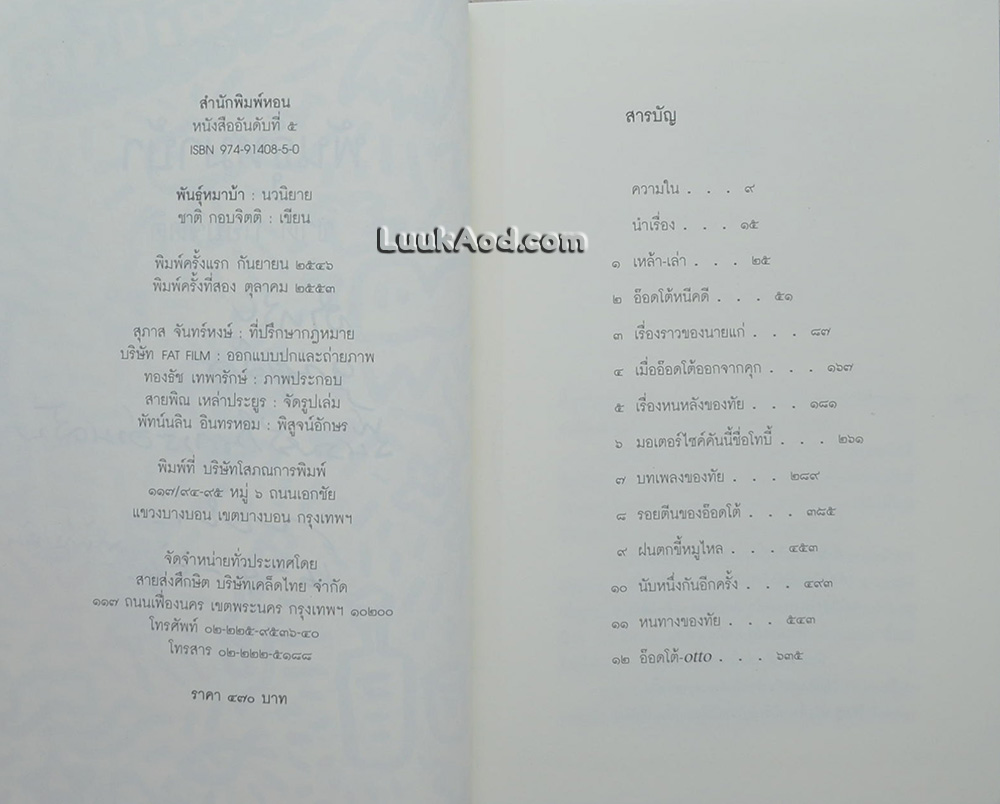 สำนักพิมพ์หอน
หนังสืออันดับที่ ๕
ISBN 974-91408-5-0
พันธุ์หมาบ้า : นวนิยาย
ชาติ กอบจิตติ : เขียน
พิมพ์ครั้งแรก กันยายน ๒๕๔๖
พิมพ์ครั้งที่สอง ตุลาคม ๒๕๕๓
สุภาส จันทร์หงษ์ : ที่ปรึกษากฎหมาย
บริษัท FAT FILM : ออกแบบปกและถ่ายภาพ
ทองธัช เทพารักษ์ : ภาพประกอบ
สายพิณ เหล่าประยูร : จัดรูปเล่ม
พัทน์นลิน อินทรหอม : พิสูจน์อักษร
พิมพ์ที่ บริษัทโสภณการพิมพ์
๑๑๗/๙๔-๙๕ หมู่ ๖ ถนนเอกชัย
แขวงบางบอน เขตบางบอน กรุงเทพฯ
จัดจำหน่ายทั่วประเทศโดย
สายส่งศึกษิต บริษัทเคล็ดไทย จำกัด
๑๑๗ ถนนเฟื่องนคร เขตพระนคร กรุงเทพฯ ๑๐๒๐๐
โทรศัพท์ ๐๒-๒๒๕-๙๕๓๖-๔๐
โทรสาร ๐๒-๒๒๒-๕๑๘๘
ราคา ๔๗๐ บาท
LuukAod.com
สารบัญ
ความใน . . . ๙
นำเรื่อง . . . ๑๕
๑ เหล้า-เล่า . . . ๒๕
๒ อ๊อดโต้หนีคดี . . . ๕๑
๓ เรื่องราวของนายแก่ . . . ๘๗
๔ เมื่ออ๊อดโต้ออกจากคุก . . . ๑๖๗
๕ เรื่องหนหลังของทัย . . . ๑๘๑
๖ มอเตอร์ไซค์คันนี้ชื่อโทบี้ . . . ๒๖๑
๗ บทเพลงของทัย . . . ๒๘๙
๘ รอยตีนของอ๊อดโต้ . . . ๓๘๕
๙ ฝนตกขี้หมูไหล . . . ๔๕๓
๑๐ นับหนึ่งกันอีกครั้ง . . . ๔๙๓
๑๑ หนทางของทัย . . . ๕๔๓
๑๒ อ๊อดโต้-otto . . . ๖๓๕